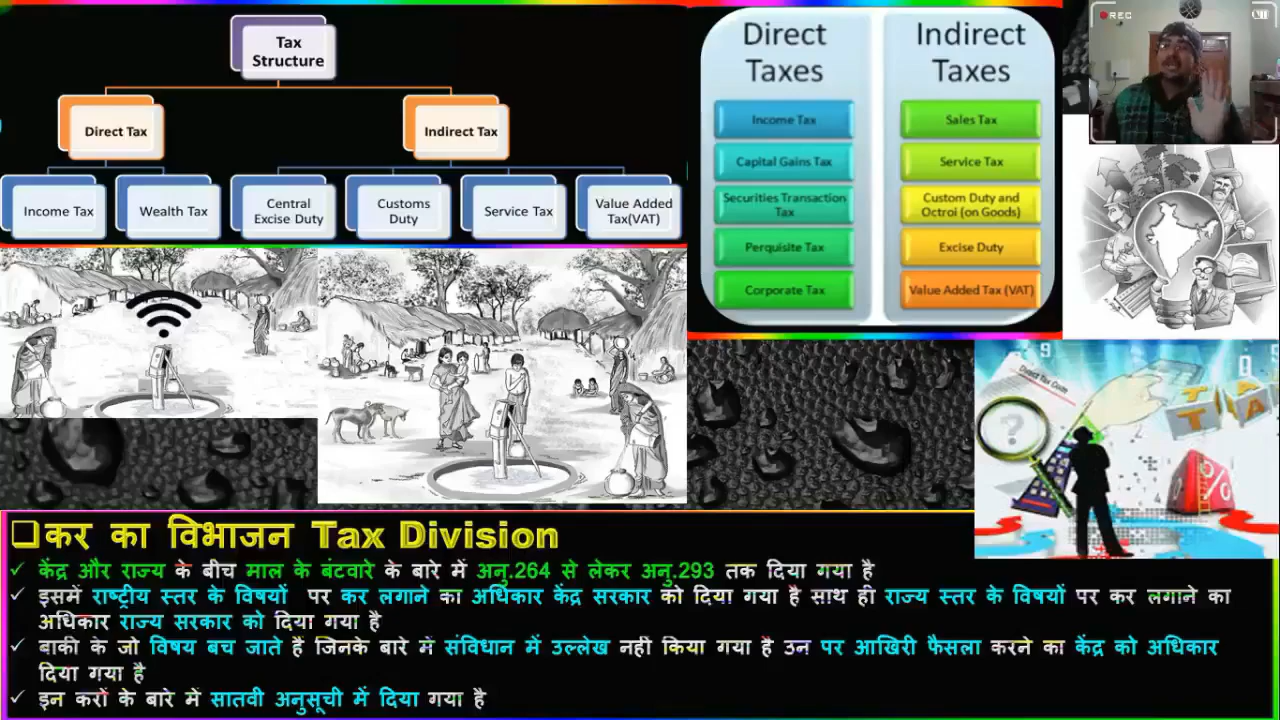 Tax
Structure
Direct Tax
Indirect Tax
Income Tax
Wealth Tax
Central
Excise Duty
Customs
Duty
Service Tax
Value Added
Tax(VAT)
Direct
Taxes
Income Tax
Capital Gains Tax
Securities Transaction
Tax
Perquisite Tax
Corporate Tax
Indirect
Taxes
Sales Tax
Service Tax
Custom Duty and
Octroi (on Goods)
Excise Duty
Value Added Tax (VAT)
REC
?
T A
T A
%
कर का विभाजन Tax Division
✓ केंद्र और राज्य के बीच माल के बंटवारे के बारे में अनु.264 से लेकर अनु.293 तक दिया गया है
✓ इसमें राष्ट्रीय स्तर के विषयों पर कर लगाने का अधिकार केंद्र सरकार को दिया गया है साथ ही राज्य स्तर के विषयों पर कर लगाने का
अधिकार राज्य सरकार को दिया गया है
✓ बाकी के जो विषय बच जाते हैं जिनके बारे में संविधान में उल्लेख नहीं किया गया है उन पर आखिरी फैसला करने का केंद्र को अधिकार
दिया गया है
✓ इन करों के बारे में सातवी अनुसूची में दिया गया है